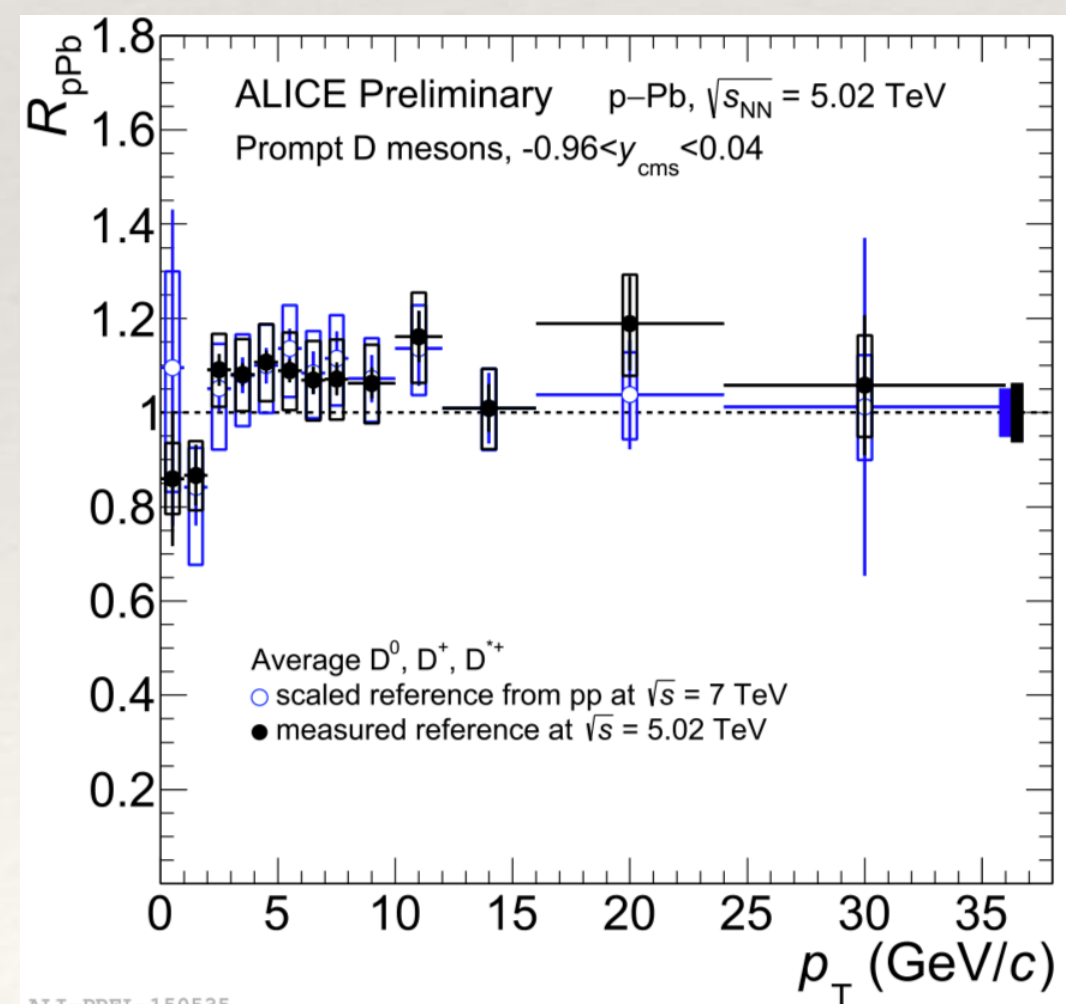 R_pPb
1.8
1.6
1.4
1.2
1
0.8
0.6
0.4
0.2
ALICE Preliminary p–Pb, √s_NN = 5.02 TeV
Prompt D mesons, -0.96<y_cms<0.04
Average D⁰, D⁺, D*⁺
scaled reference from pp at √s = 7 TeV
measured reference at √s = 5.02 TeV
0 5 10 15 20 25 30 35
p_T (GeV/c)